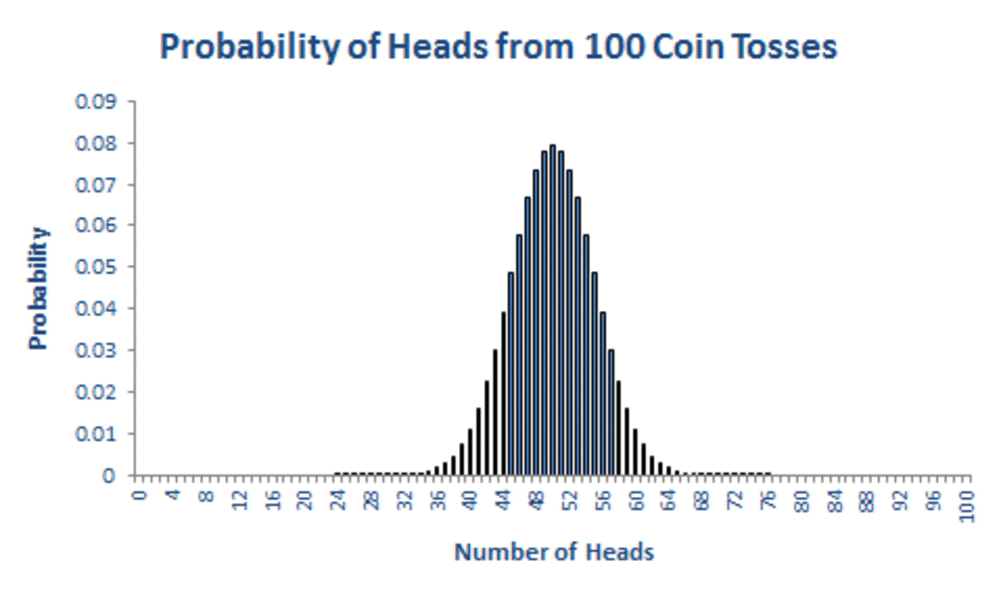 Probability of Heads from 100 Coin Tosses
0.09
0.08
0.07
0.06
0.05
0.04
0.03
0.02
0.01
0
Probability
0 4 8 12 16 20 24 28 32 36 40 44 48 52 56 60 64 68 72 76 80 84 88 92 96 100
Number of Heads